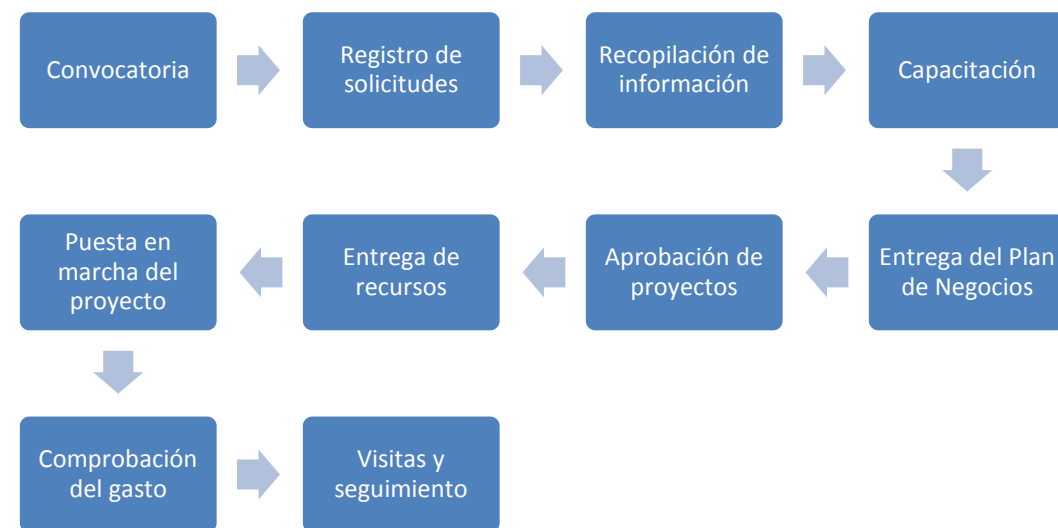 Convocatoria
Registro de
solicitudes
Recopilación de
información
Capacitación
Entrega del Plan
de Negocios
Aprobación de
proyectos
Entrega de
recursos
Puesta en
marcha del
proyecto
Comprobación
del gasto
Visitas y
seguimiento